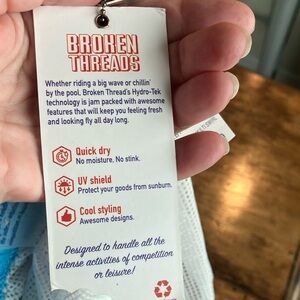 BROKEN
THREADS
Whether riding a big wave or chillin'
by the pool, Broken Thread's Hydro-Tek
technology is jam packed with awesome
features that will keep you feeling fresh
and looking fly all day long.
Quick dry
No moisture. No stink.
UV shield
Protect your goods from sunburn.
Cool styling
Awesome designs.
Designed to handle all the
intense activities of competition
or leisure!